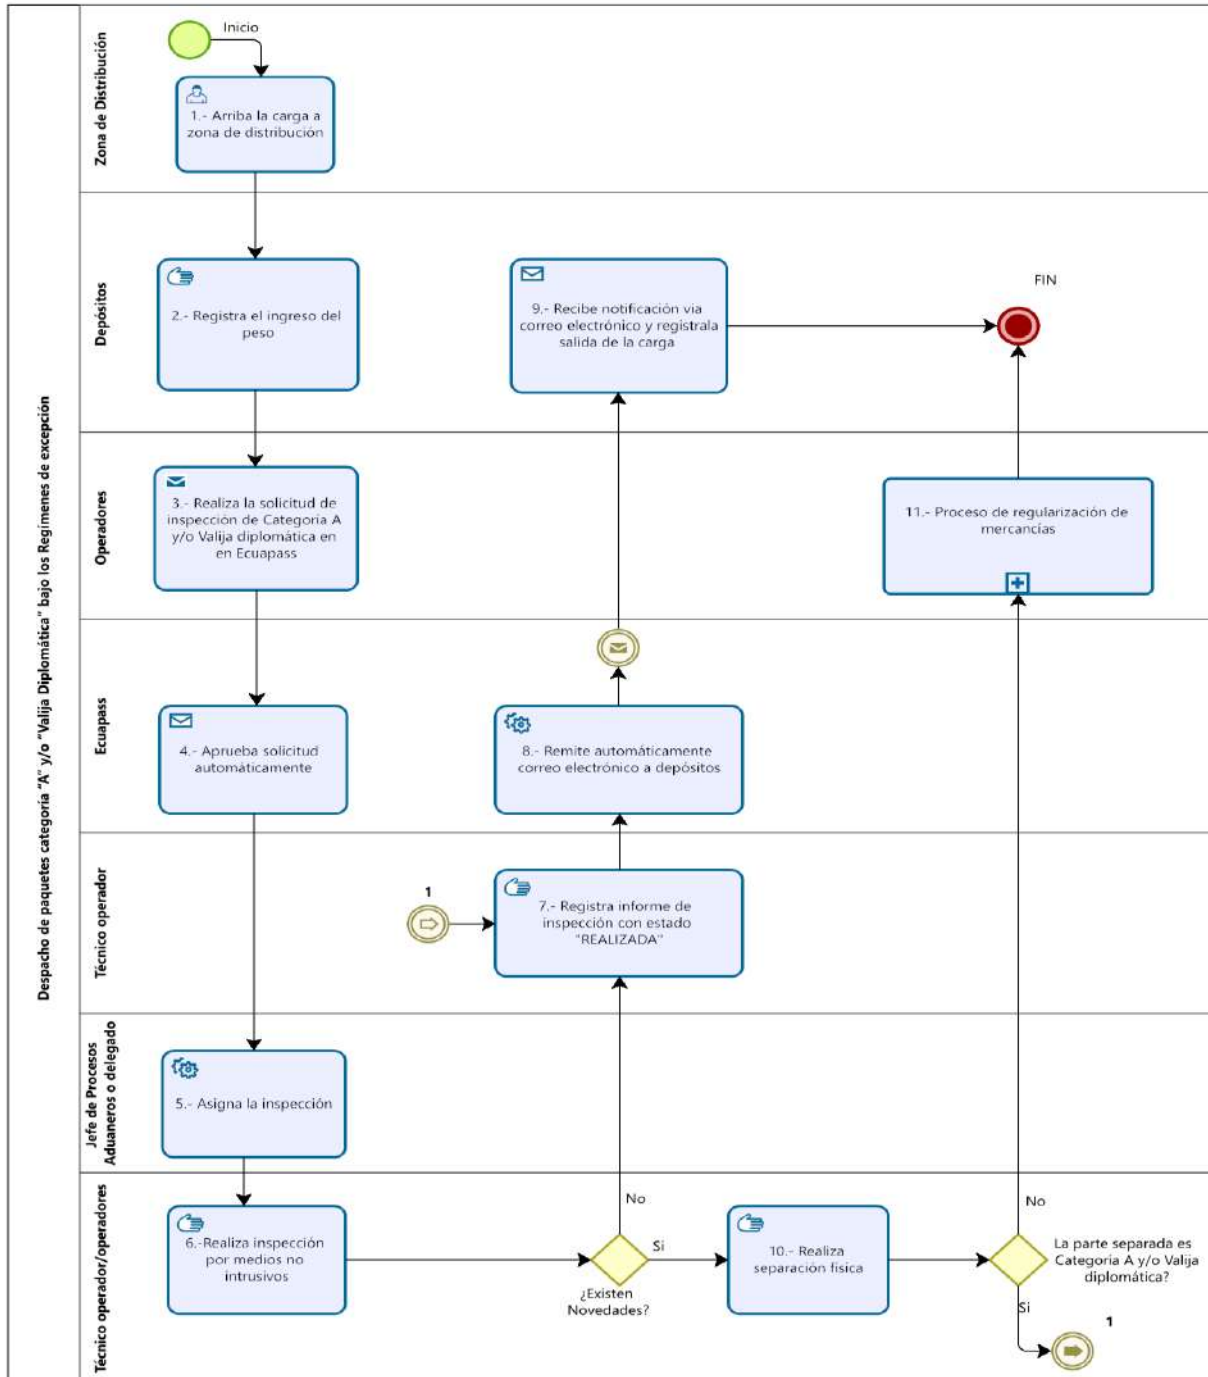 Despacho de paquetes categoría "A" y/o "Valija Diplomática" bajo los Regímenes de excepción
Zona de Distribución
Inicio
1.- Arriba la carga a
zona de distribución
Depósitos
2.- Registra el ingreso del
peso
9.- Recibe notificación via
correo electrónico y regístrala
salida de la carga
FIN
Operadores
3.- Realiza la solicitud de
inspección de Categoría A
y/o Valija diplomática en
en Ecuapass
11.- Proceso de regularización de
mercancías
Ecuapass
4.- Aprueba solicitud
automáticamente
8.- Remite automáticamente
correo electrónico a depósitos
Técnico operador
1
7.- Registra informe de
inspección con estado
"REALIZADA"
Jefe de Procesos
Aduaneros o delegado
5.- Asigna la inspección
Técnico operador/operadores
6.-Realiza inspección
por medios no
intrusivos
No
Si
¿Existen
Novedades?
10.- Realiza
separación física
No
La parte separada es
Categoría A y/o Valija
diplomática?
Si
1